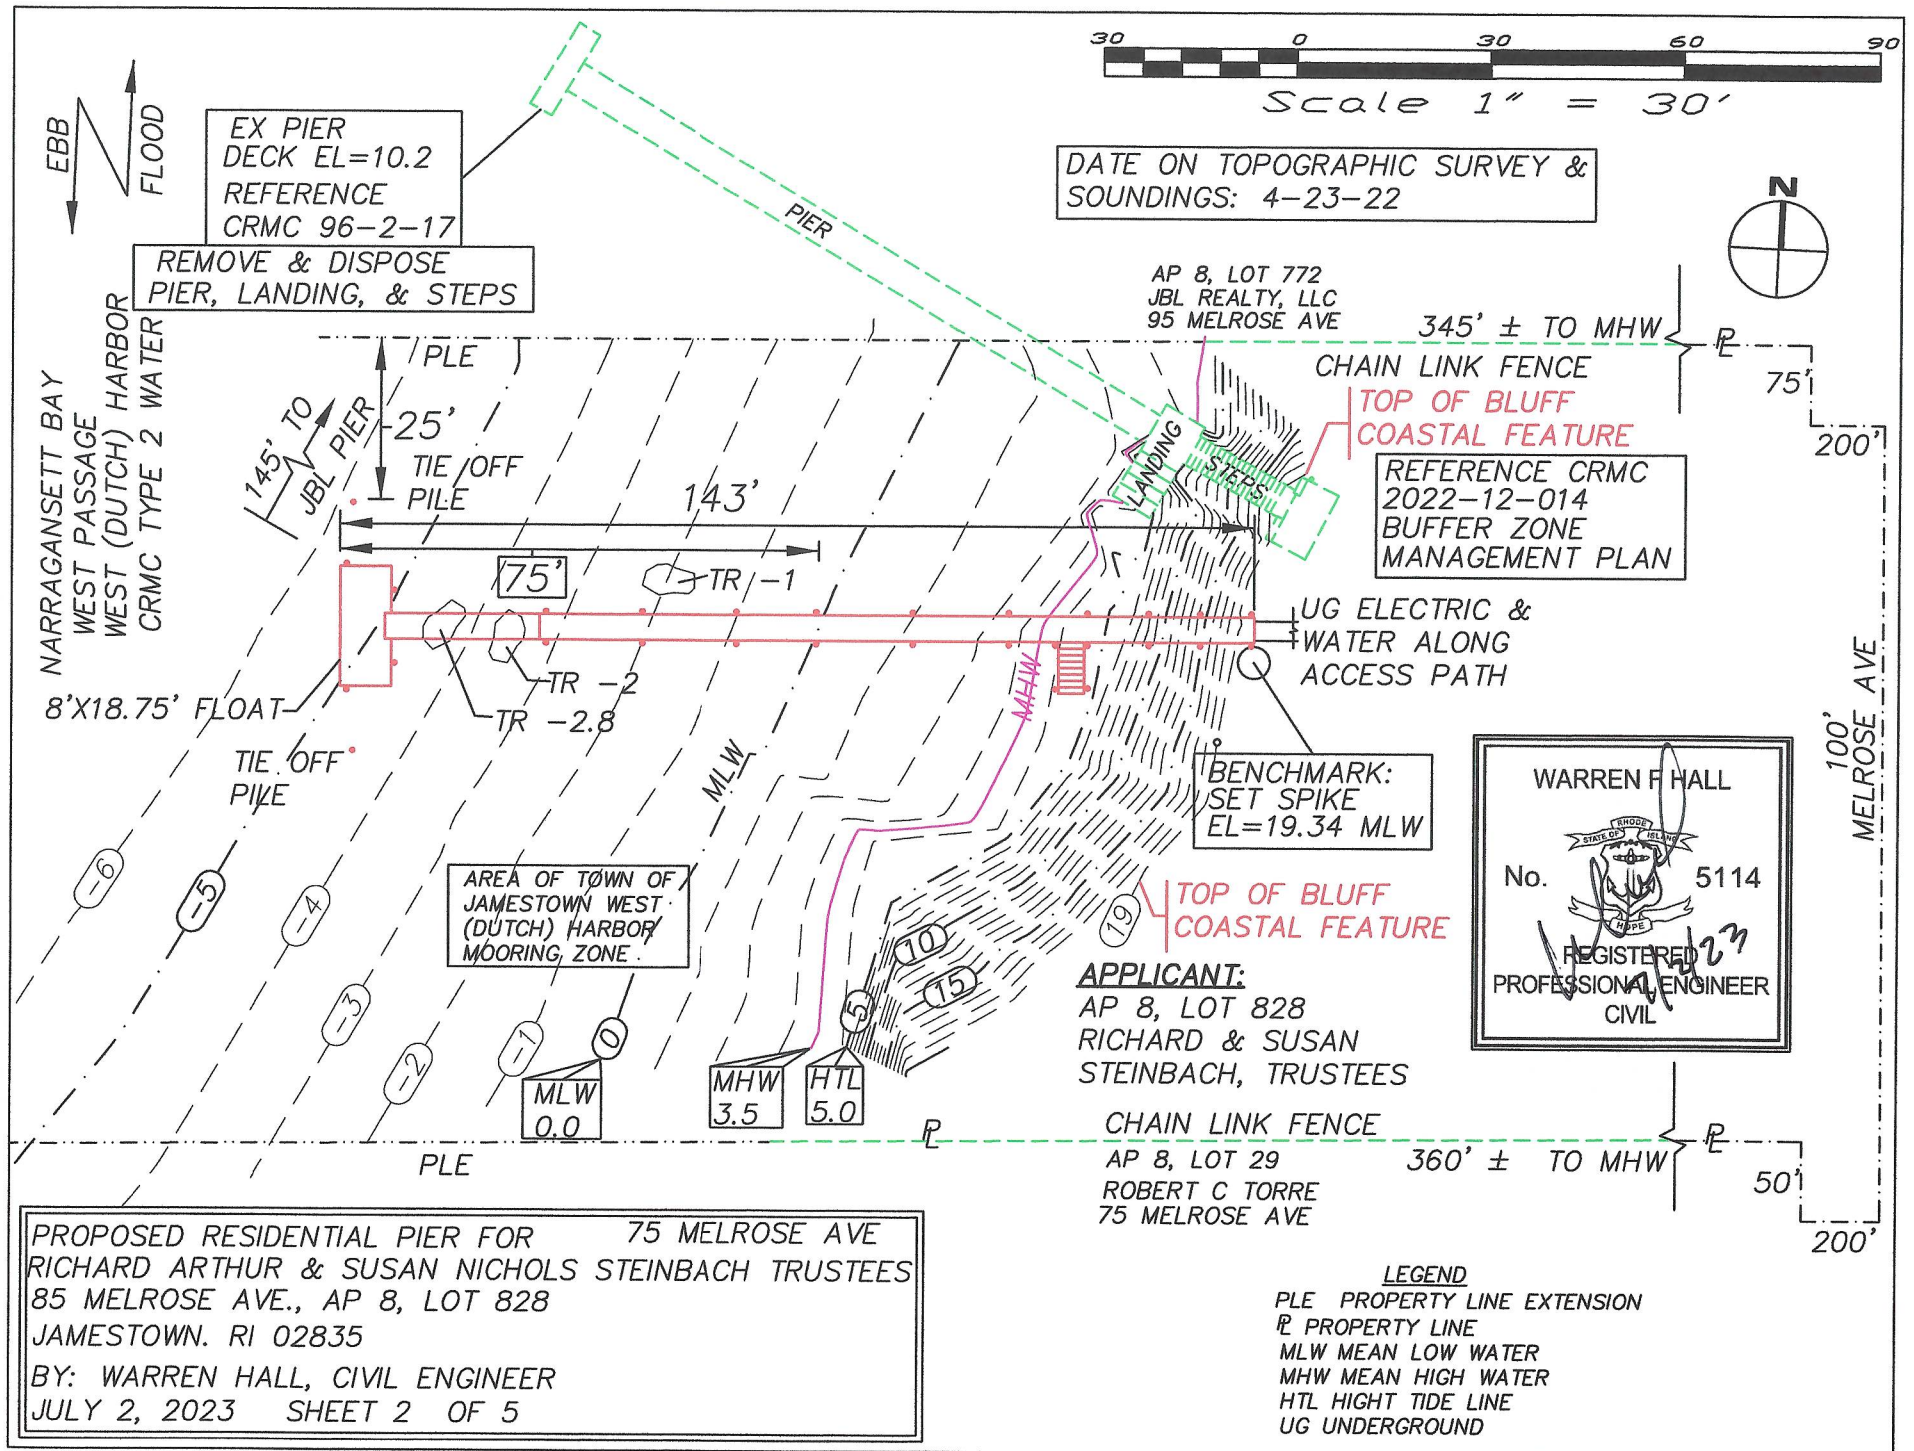 30 0 30 60 90
Scale 1" = 30'
EBB
FLOOD
EX PIER
DECK EL=10.2
REFERENCE
CRMC 96-2-17
REMOVE & DISPOSE
PIER, LANDING, & STEPS
PIER
DATE ON TOPOGRAPHIC SURVEY &
SOUNDINGS: 4-23-22
N
AP 8, LOT 772
JBL REALTY, LLC
95 MELROSE AVE
345' ± TO MHW
PL
75'
200'
CHAIN LINK FENCE
TOP OF BLUFF
COASTAL FEATURE
REFERENCE CRMC
2022-12-014
BUFFER ZONE
MANAGEMENT PLAN
NARRAGANSETT BAY
WEST PASSAGE
WEST (DUTCH) HARBOR
CRMC TYPE 2 WATER
PLE
25'
145' TO
JBL PIER
TIE OFF
PILE
143'
75'
LANDING
STEPS
TR -1
TR -2
TR -2.8
8'X18.75' FLOAT
TIE OFF
PILE
MLW
MHW
UG ELECTRIC &
WATER ALONG
ACCESS PATH
BENCHMARK:
SET SPIKE
EL=19.34 MLW
100'
MELROSE AVE
WARREN F HALL
STATE OF RHODE ISLAND
HOPE
No. 5114
REGISTERED
PROFESSIONAL ENGINEER
CIVIL
7/2/23
-6
-5
-4
-3
-2
-1
0
AREA OF TOWN OF
JAMESTOWN WEST
(DUTCH) HARBOR
MOORING ZONE
10
15
5
19
TOP OF BLUFF
COASTAL FEATURE
MLW
0.0
MHW
3.5
HTL
5.0
APPLICANT:
AP 8, LOT 828
RICHARD & SUSAN
STEINBACH, TRUSTEES
CHAIN LINK FENCE
PL
PLE
AP 8, LOT 29
ROBERT C TORRE
75 MELROSE AVE
360' ± TO MHW
PL
50'
200'
PROPOSED RESIDENTIAL PIER FOR 75 MELROSE AVE
RICHARD ARTHUR & SUSAN NICHOLS STEINBACH TRUSTEES
85 MELROSE AVE., AP 8, LOT 828
JAMESTOWN. RI 02835
BY: WARREN HALL, CIVIL ENGINEER
JULY 2, 2023 SHEET 2 OF 5
LEGEND
PLE PROPERTY LINE EXTENSION
PL PROPERTY LINE
MLW MEAN LOW WATER
MHW MEAN HIGH WATER
HTL HIGHT TIDE LINE
UG UNDERGROUND